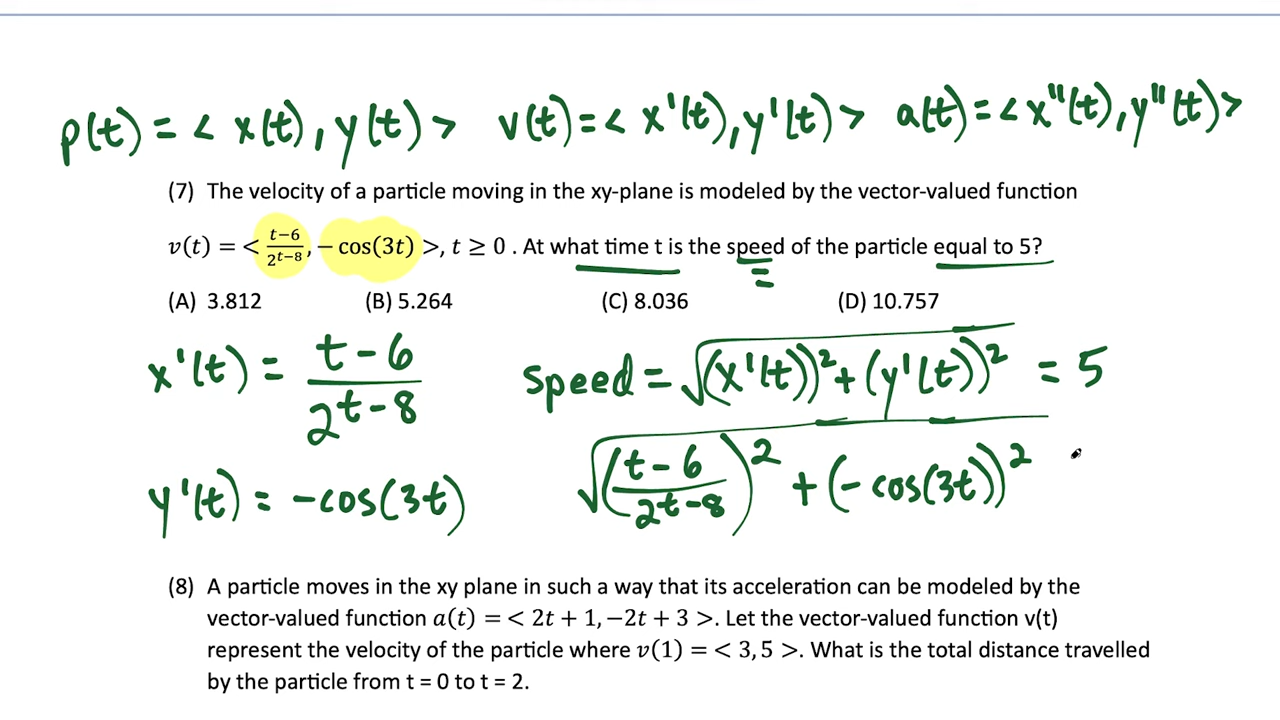 p(t) = < x(t), y(t) > v(t) = < x'(t), y'(t) > a(t) = < x''(t), y''(t) >
(7) The velocity of a particle moving in the xy-plane is modeled by the vector-valued function
v(t) = < \frac{t−6}{2^{t−8}}, − cos(3t) >, t ≥ 0 . At what time t is the speed of the particle equal to 5?
(A) 3.812 (B) 5.264 (C) 8.036 (D) 10.757
x'(t) = \frac{t-6}{2^{t-8}} speed = \sqrt{(x'(t))^2 + (y'(t))^2} = 5
y'(t) = -cos(3t) \sqrt{(\frac{t-6}{2^{t-8}})^2 + (-cos(3t))^2}
(8) A particle moves in the xy plane in such a way that its acceleration can be modeled by the
vector-valued function a(t) = < 2t + 1, −2t + 3 >. Let the vector-valued function v(t)
represent the velocity of the particle where v(1) = < 3, 5 >. What is the total distance travelled
by the particle from t = 0 to t = 2.